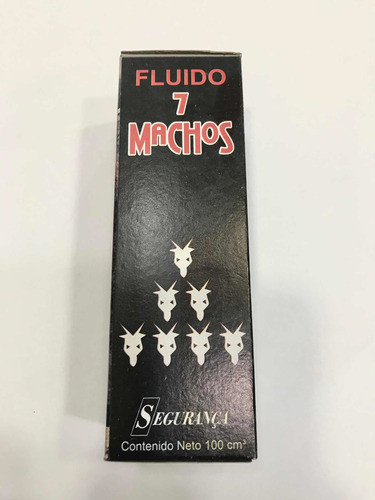 FLUIDO
7
MACHOS
SEGURANÇA
Contenido Neto 100 cm³